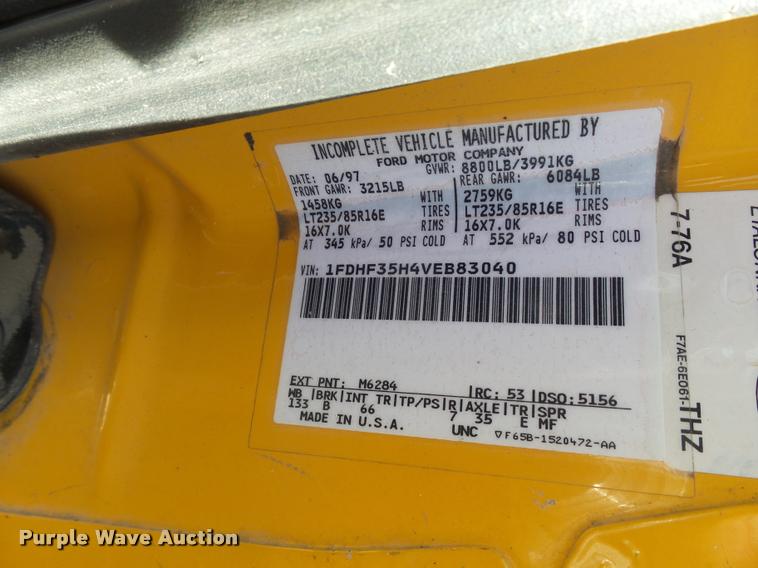 INCOMPLETE VEHICLE MANUFACTURED BY
FORD MOTOR COMPANY
DATE: 06/97 GVWR: 8800LB/3991KG
FRONT GAWR: 3215LB REAR GAWR: 6084LB
1458KG WITH 2759KG WITH
LT235/85R16E TIRES LT235/85R16E TIRES
16X7.0K RIMS 16X7.0K RIMS
AT 345 kPa/ 50 PSI COLD AT 552 kPa/ 80 PSI COLD
VIN: 1FDHF35H4VEB83040
EXT PNT: M6284 RC: 53 DSO: 5156
WB BRK INT TR TP/PS R AXLE TR SPR
133 B 66 7 35 E MF
MADE IN U.S.A. UNC ▽F65B-1520472-AA
7-76A
F7AE-6E061-
THZ
Purple Wave Auction